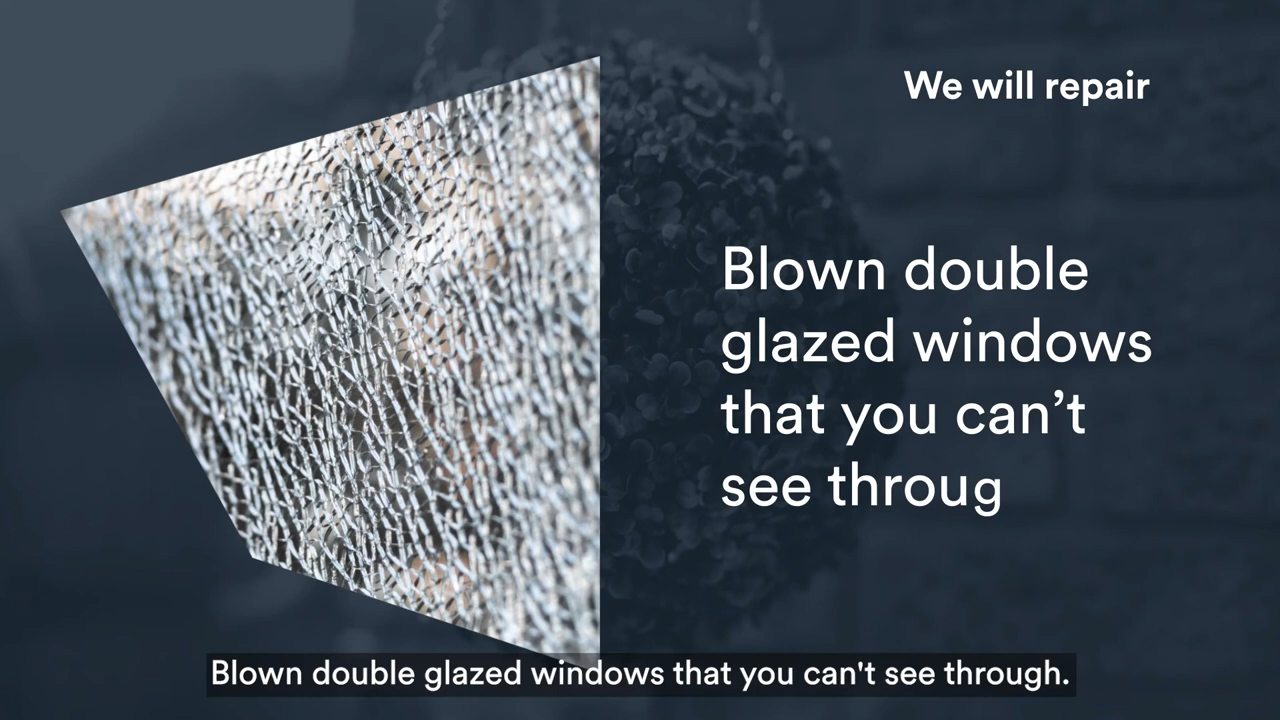 We will repair
Blown double
glazed windows
that you can’t
see throug
Blown double glazed windows that you can't see through.